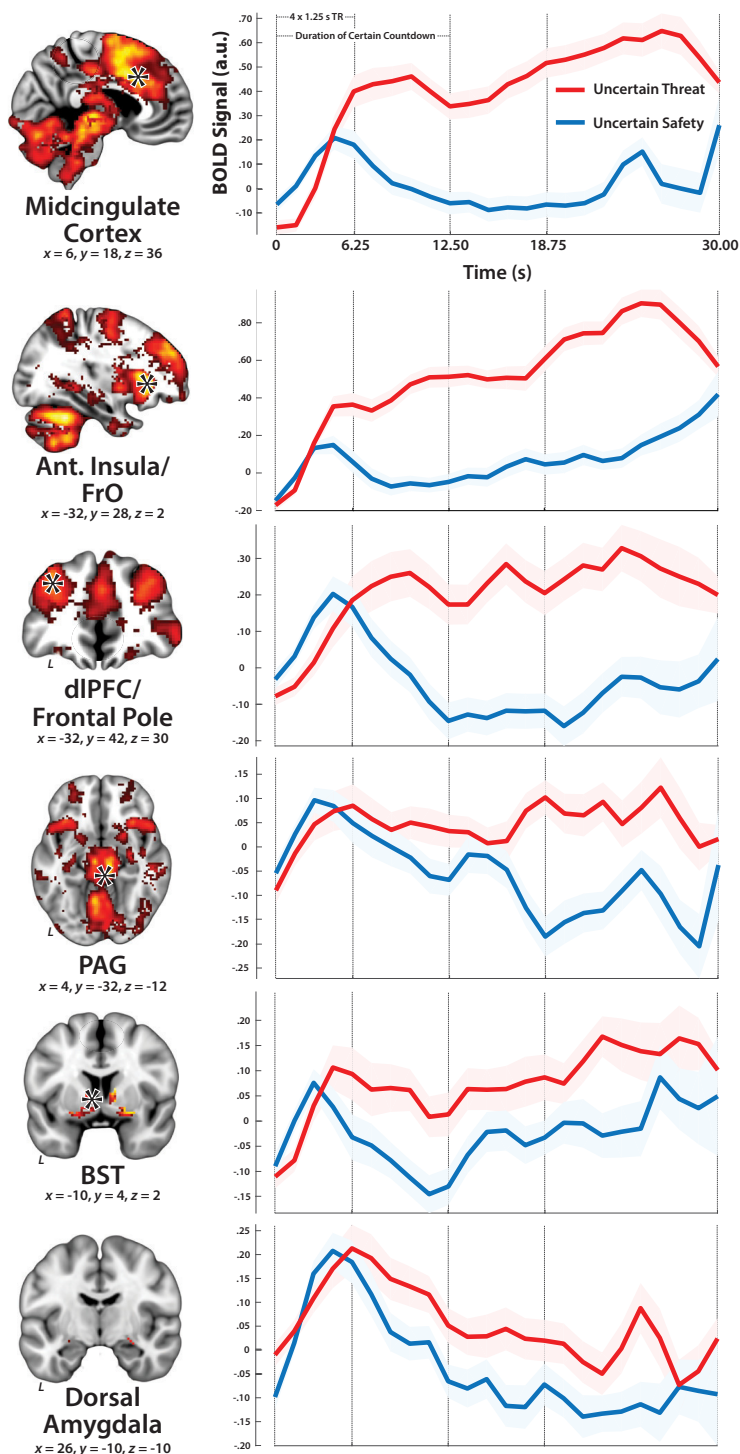 4 x 1.25 s TR
Duration of Certain Countdown
BOLD Signal (a.u.)
.70
.60
.50
.40
.30
.20
.10
0
-.10
Uncertain Threat
Uncertain Safety
*
Midcingulate
Cortex
x = 6, y = 18, z = 36
0
6.25
12.50
18.75
30.00
Time (s)
.80
.60
.40
.20
0
-.20
*
Ant. Insula/
FrO
x = -32, y = 28, z = 2
.30
.20
.10
0
-.10
-.20
*
L
dlPFC/
Frontal Pole
x = -32, y = 42, z = 30
.15
.10
.05
0
-.05
-.10
-.15
-.20
-.25
*
L
PAG
x = 4, y = -32, z = -12
.20
.15
.10
.05
0
-.05
-.10
-.15
*
L
BST
x = -10, y = 4, z = 2
.25
.20
.15
.10
.05
0
-.05
-.10
-.15
-.20
L
Dorsal
Amygdala
x = 26, y = -10, z = -10